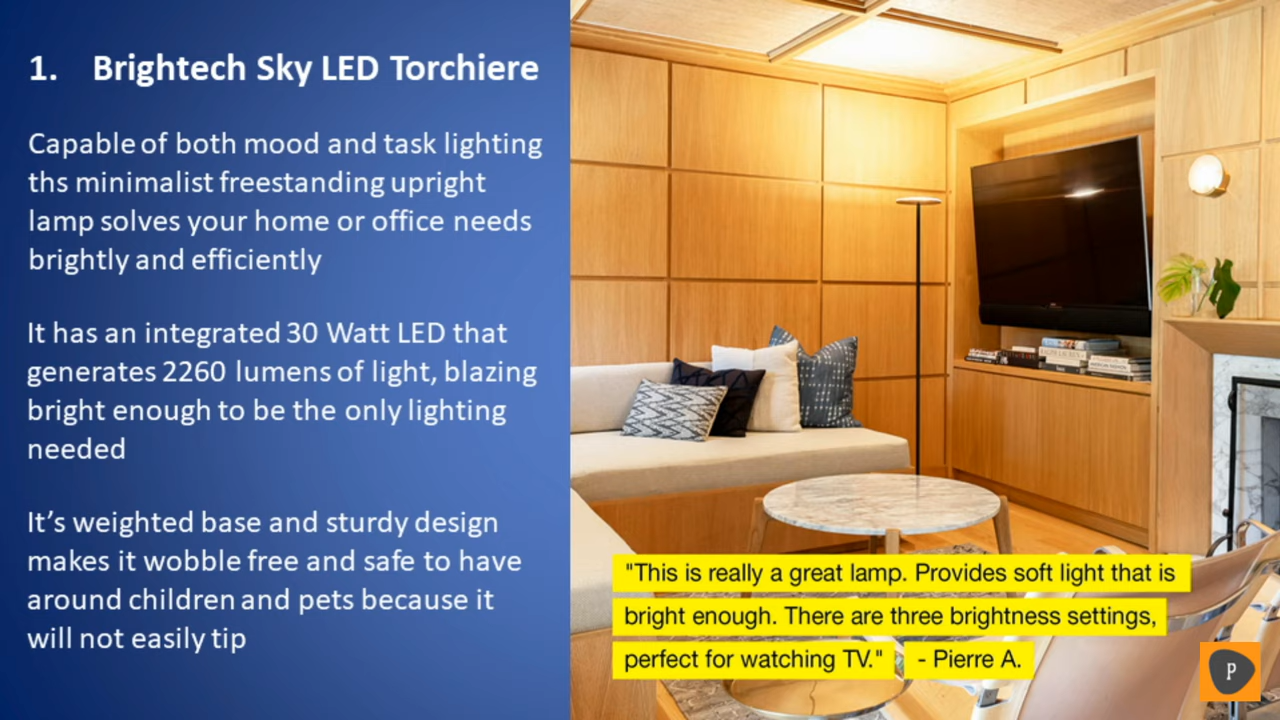 1. Brightech Sky LED Torchiere
Capable of both mood and task lighting
ths minimalist freestanding upright
lamp solves your home or office needs
brightly and efficiently
It has an integrated 30 Watt LED that
generates 2260 lumens of light, blazing
bright enough to be the only lighting
needed
It’s weighted base and sturdy design
makes it wobble free and safe to have
around children and pets because it
will not easily tip
"This is really a great lamp. Provides soft light that is
bright enough. There are three brightness settings,
perfect for watching TV." - Pierre A.
P